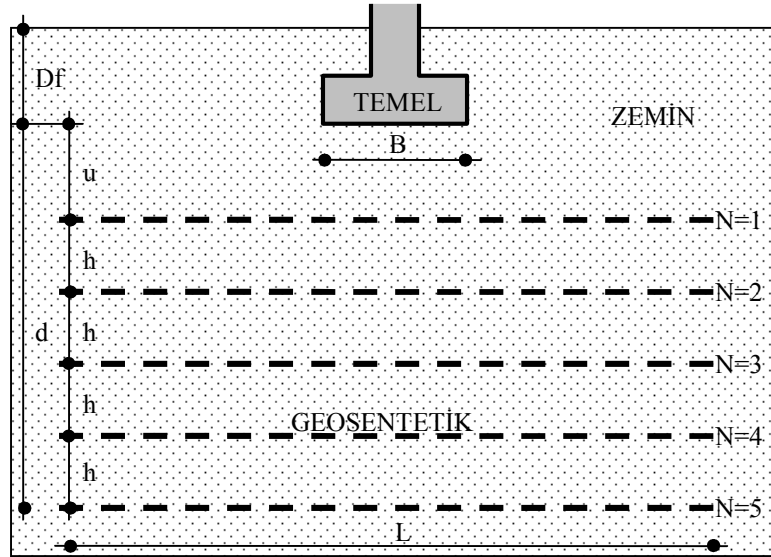 Df
TEMEL
ZEMİN
B
u
N=1
h
N=2
d
h
N=3
h
GEOSENTETİK
N=4
h
N=5
L